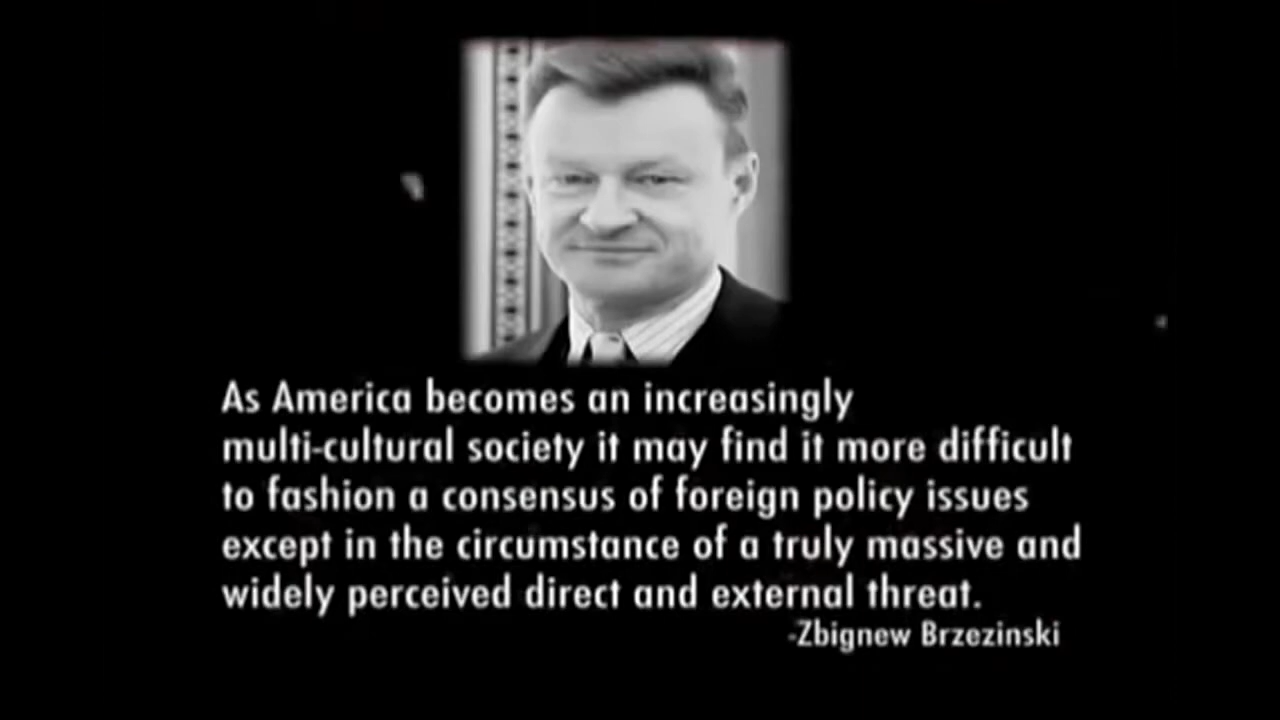 As America becomes an increasingly
multi-cultural society it may find it more difficult
to fashion a consensus of foreign policy issues
except in the circumstance of a truly massive and
widely perceived direct and external threat.
-Zbignew Brzezinski